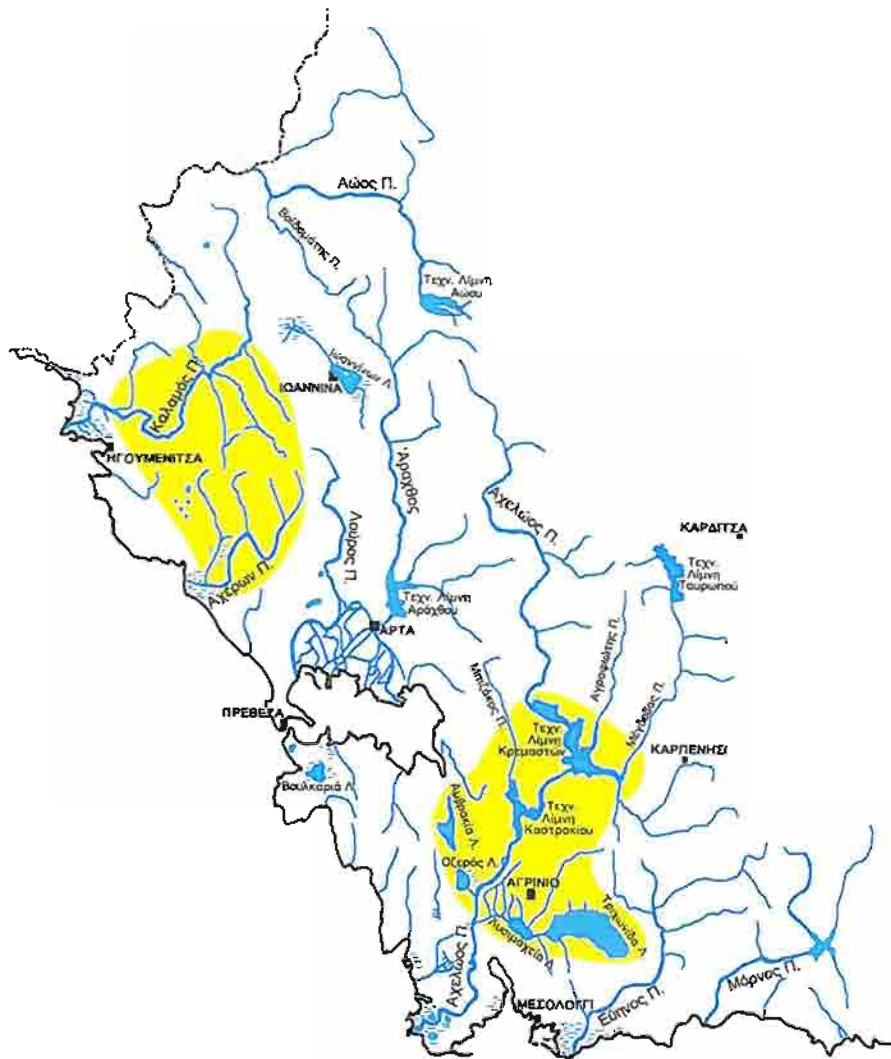 Αώος Π.
Βοϊδομάτης Π.
Τεχν. Λίμνη
Αώου
Ιωαννίνων Λ.
ΙΩΑΝΝΙΝΑ
Καλαμάς Π.
ΗΓΟΥΜΕΝΙΤΣΑ
Άραχθος
Αχελώος Π.
ΚΑΡΔΙΤΣΑ
Λούρος Π.
Τεχν.
Λίμνη
Ταυρωπού
Αχέρων Π.
Τεχν. Λίμνη
Αράχθου
ΑΡΤΑ
Αγραφιώτης Π.
Μπιζάκος Π.
Μέγδοβας Π.
ΠΡΕΒΕΖΑ
Τεχν.
Λίμνη
Κρεμαστών
ΚΑΡΠΕΝΗΣΙ
Βουλκαριά Λ.
Αμβρακία Λ.
Τεχν.
Λίμνη
Καστρακίου
Οζερός Λ.
ΑΓΡΙΝΙΟ
Τριχωνίδα Λ.
Λυσιμαχεία Λ.
Αχελώος Π.
ΜΕΣΟΛΟΓΓΙ
Εύηνος Π.
Μόρνος Π.